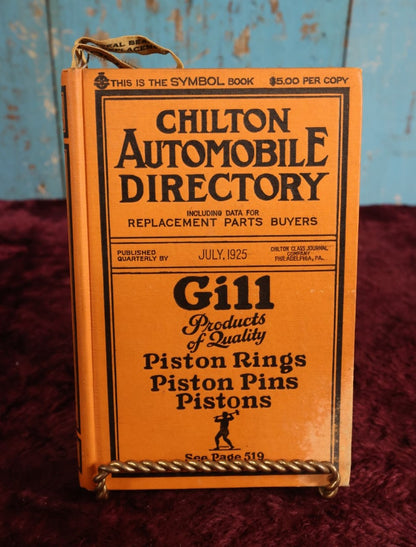 THIS IS THE SYMBOL BOOK $5.00 PER COPY
CHILTON
AUTOMOBILE
DIRECTORY
INCLUDING DATA FOR
REPLACEMENT PARTS BUYERS
PUBLISHED
QUARTERLY BY
JULY, 1925
CHILTON CLASS JOURNAL
COMPANY
PHILADELPHIA, PA.
Gill
Products
of Quality
Piston Rings
Piston Pins
Pistons
See Page 519